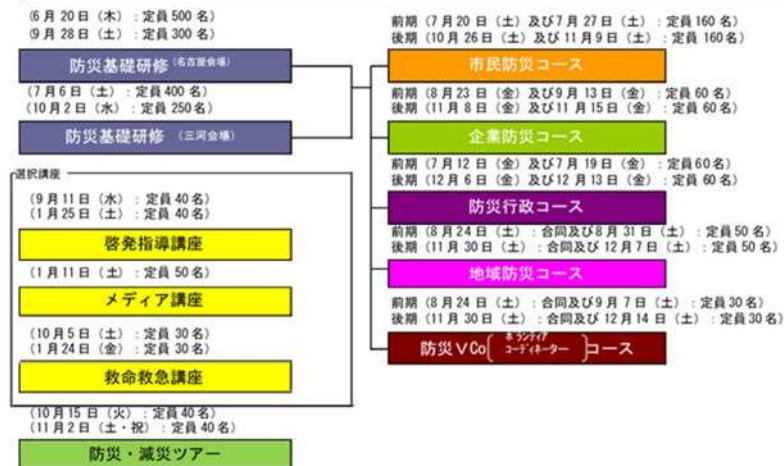 (6月20日(木):定員500名)
(9月28日(土):定員300名)
防災基礎研修(名古屋会場)
(7月6日(土):定員400名)
(10月2日(水):定員250名)
防災基礎研修 (三河会場)
選択講座
(9月11日(水):定員40名)
(1月25日(土):定員40名)
啓発指導講座
(1月11日(土):定員50名)
メディア講座
(10月5日(土):定員30名)
(1月24日(金):定員30名)
救命救急講座
(10月15日(火):定員40名)
(11月2日(土・祝):定員40名)
防災・減災ツアー
前期(7月20日(土)及び7月27日(土):定員160名)
後期(10月26日(土)及び11月9日(土):定員160名)
市民防災コース
前期(8月23日(金)及び9月13日(金):定員60名)
後期(11月8日(金)及び11月15日(金):定員60名)
企業防災コース
前期(7月12日(金)及び7月19日(金):定員60名)
後期(12月6日(金)及び12月13日(金):定員60名)
防災行政コース
前期(8月24日(土):合同及び8月31日(土):定員50名)
後期(11月30日(土):合同及び12月7日(土):定員50名)
地域防災コース
前期(8月24日(土):合同及び9月7日(土):定員30名)
後期(11月30日(土):合同及び12月14日(土):定員30名)
防災VCo[ボランティアコーディネーター]コース